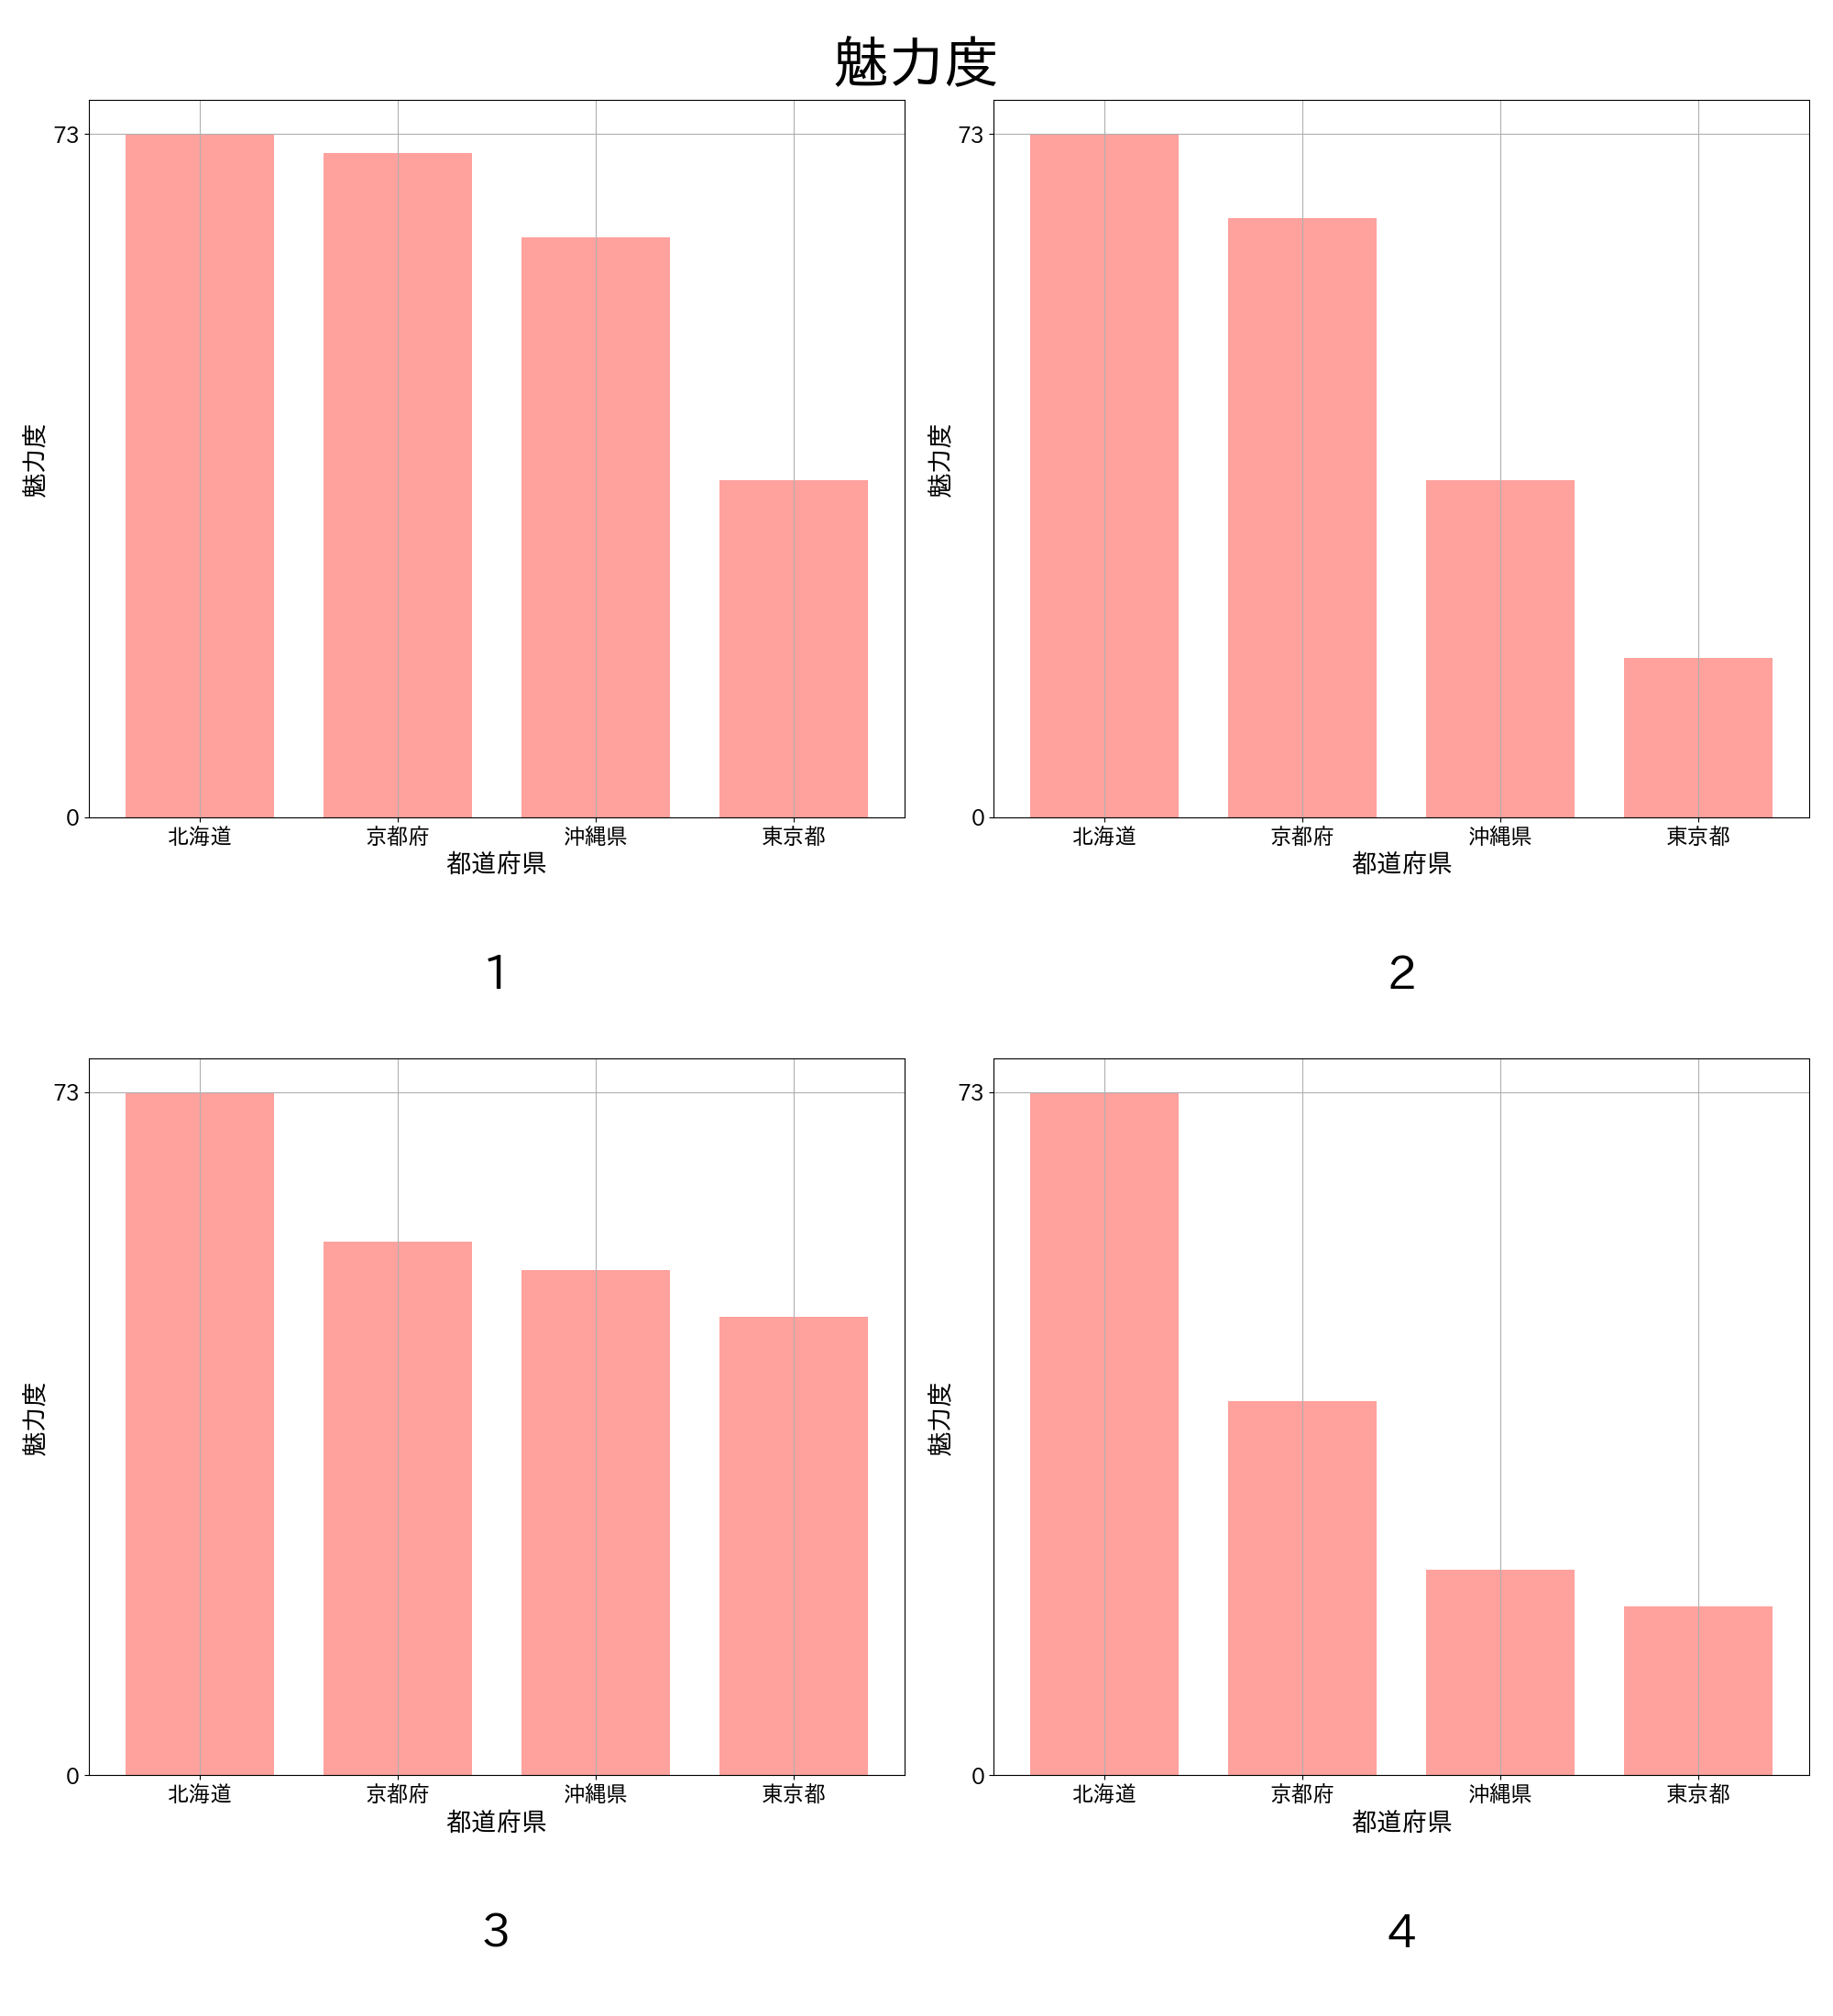 魅力度
73
73
魅力度
魅力度
0
0
北海道 京都府 沖縄県 東京都
北海道 京都府 沖縄県 東京都
都道府県
都道府県
1
2
73
73
魅力度
魅力度
0
0
北海道 京都府 沖縄県 東京都
北海道 京都府 沖縄県 東京都
都道府県
都道府県
3
4